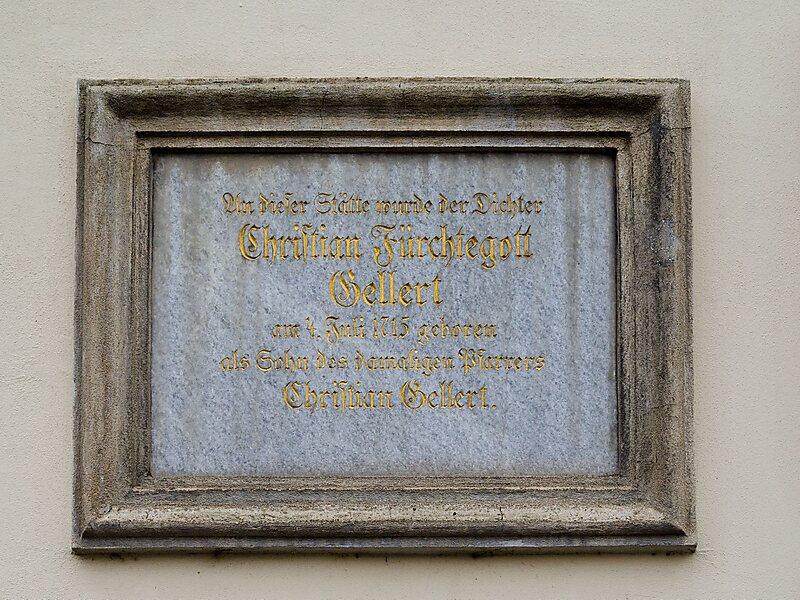 An dieſer Stätte wurde der Dichter
Chriſtian Fürchtegott
Gellert
am 4. Juli 1715 geboren
als Sohn des damaligen Pfarrers
Chriſtian Gellert.